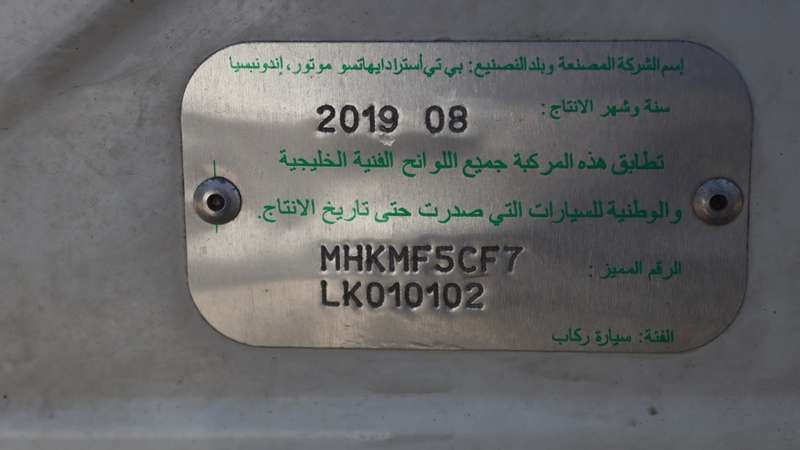 إسم الشركة المصنعة وبلد التصنيع: بي تي أسترا دايهاتسو موتور، إندونيسيا
سنة وشهر الانتاج: 2019 08
تطابق هذه المركبة جميع اللوائح الفنية الخليجية
والوطنية للسيارات التي صدرت حتى تاريخ الانتاج.
الرقم المميز: MHKMF5CF7
LK010102
الفئة: سيارة ركاب